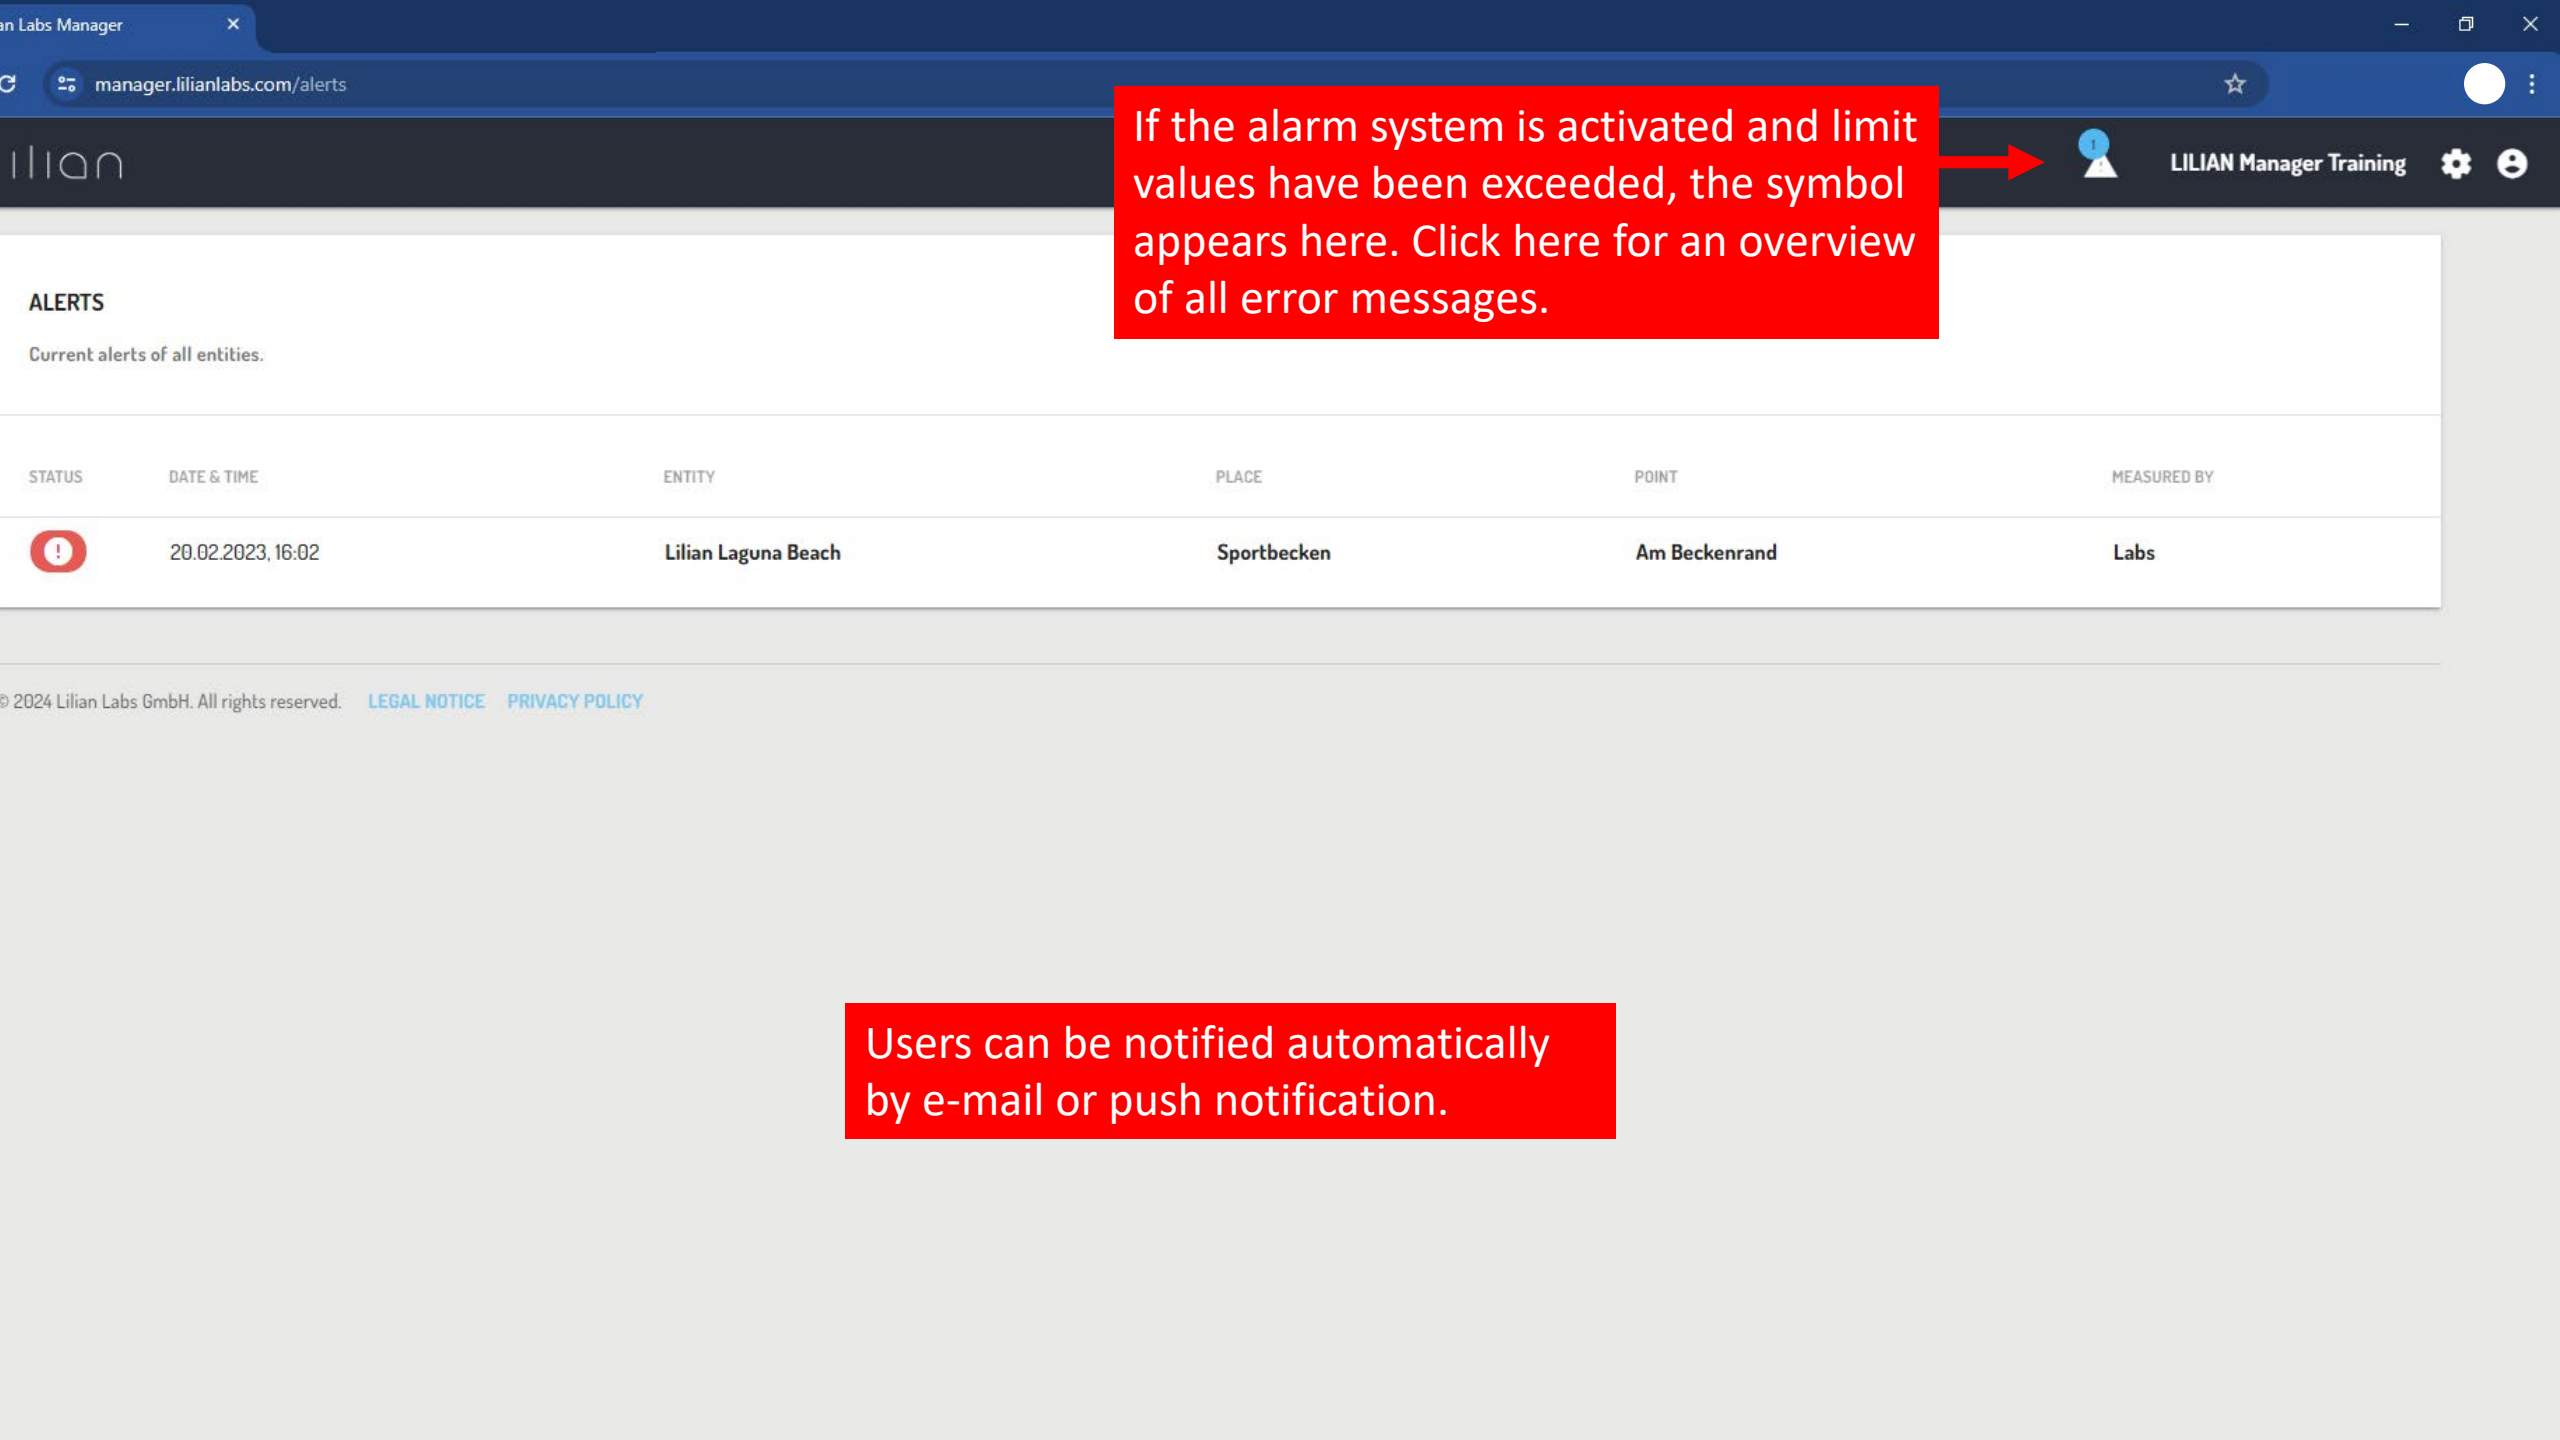 an Labs Manager
manager.lilianlabs.com/alerts
If the alarm system is activated and limit
values have been exceeded, the symbol
appears here. Click here for an overview
of all error messages.
ilian
1
LILIAN Manager Training
ALERTS
Current alerts of all entities.
STATUS DATE & TIME ENTITY PLACE POINT MEASURED BY
20.02.2023, 16:02 Lilian Laguna Beach Sportbecken Am Beckenrand Labs
© 2024 Lilian Labs GmbH. All rights reserved. LEGAL NOTICE PRIVACY POLICY
Users can be notified automatically
by e-mail or push notification.